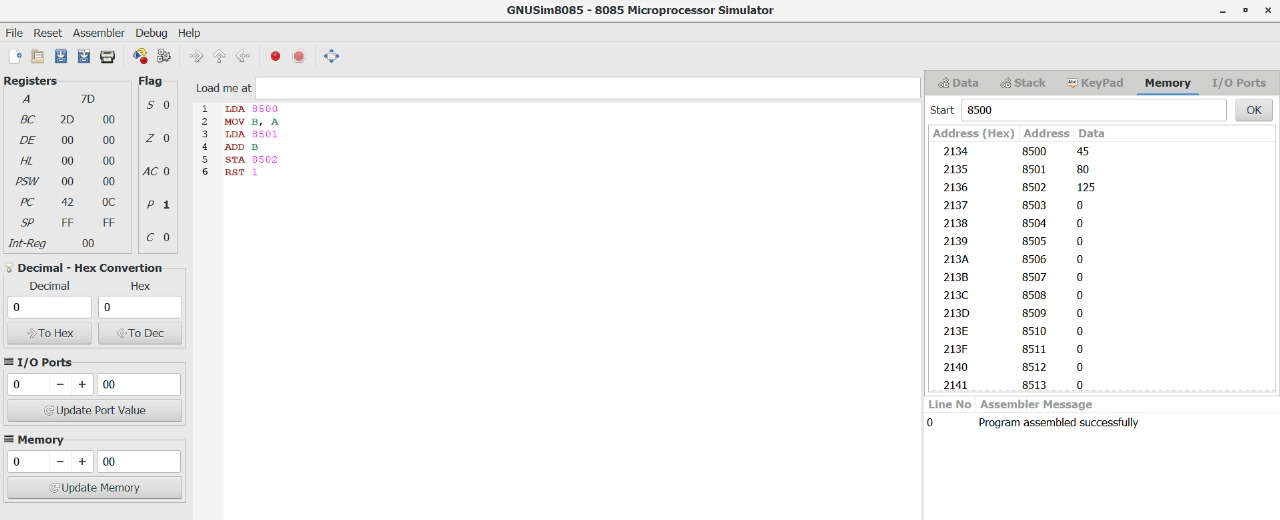 GNUSim8085 - 8085 Microprocessor Simulator
File Reset Assembler Debug Help
Registers
A 7D
BC 2D 00
DE 00 00
HL 00 00
PSW 00 00
PC 42 0C
SP FF FF
Int-Reg 00
Flag
S 0
Z 0
AC 0
P 1
C 0
Decimal - Hex Convertion
Decimal Hex
0 0
To Hex To Dec
I/O Ports
0 − + 00
Update Port Value
Memory
0 − + 00
Update Memory
Load me at
1 LDA 8500
2 MOV B, A
3 LDA 8501
4 ADD B
5 STA 8502
6 RST 1
Data Stack KeyPad Memory I/O Ports
Start 8500 OK
Address (Hex) Address Data
2134 8500 45
2135 8501 80
2136 8502 125
2137 8503 0
2138 8504 0
2139 8505 0
213A 8506 0
213B 8507 0
213C 8508 0
213D 8509 0
213E 8510 0
213F 8511 0
2140 8512 0
2141 8513 0
Line No Assembler Message
0 Program assembled successfully